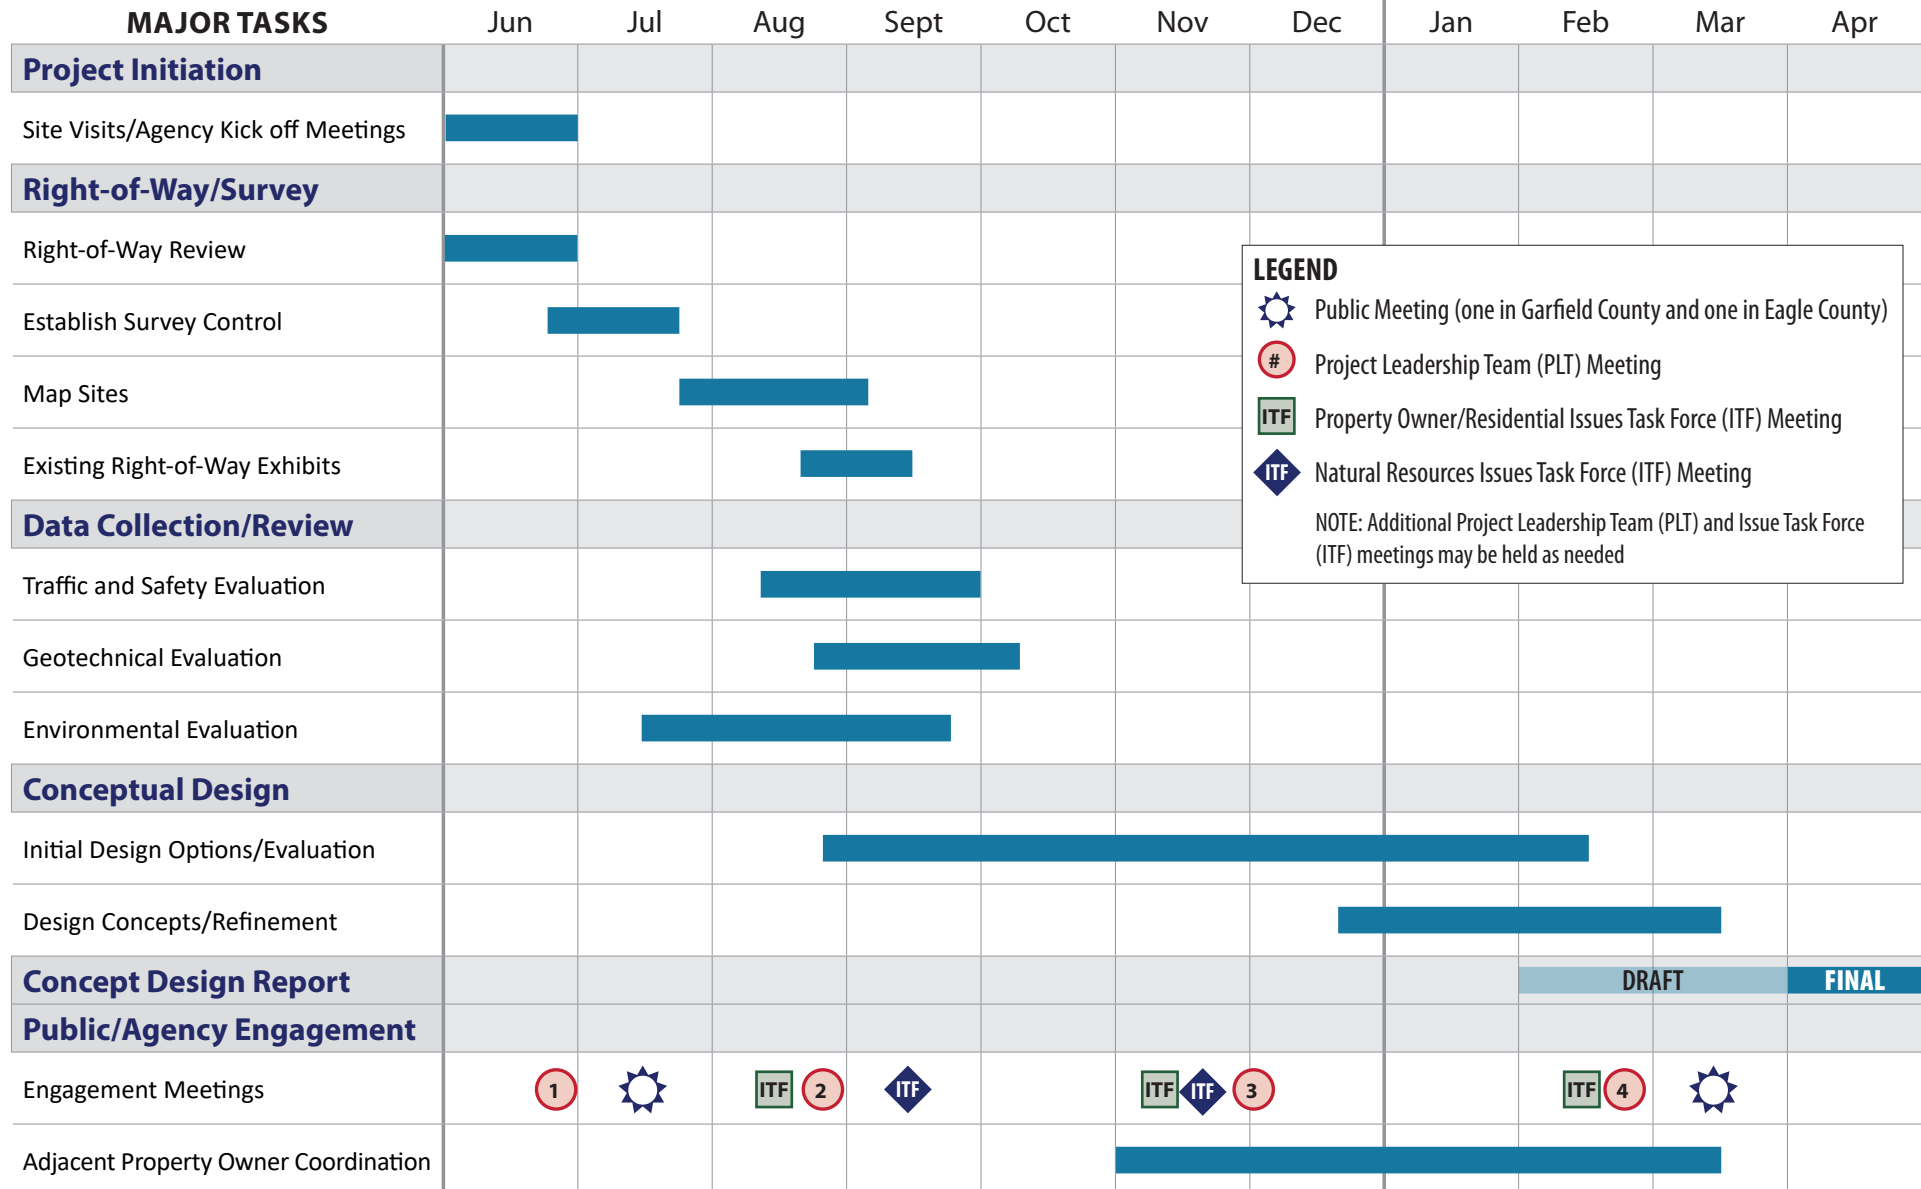 MAJOR TASKS Jun Jul Aug Sept Oct Nov Dec Jan Feb Mar Apr
Project Initiation
Site Visits/Agency Kick off Meetings
Right-of-Way/Survey
Right-of-Way Review
Establish Survey Control
Map Sites
Existing Right-of-Way Exhibits
LEGEND
Public Meeting (one in Garfield County and one in Eagle County)
# Project Leadership Team (PLT) Meeting
ITF Property Owner/Residential Issues Task Force (ITF) Meeting
ITF Natural Resources Issues Task Force (ITF) Meeting
NOTE: Additional Project Leadership Team (PLT) and Issue Task Force
(ITF) meetings may be held as needed
Data Collection/Review
Traffic and Safety Evaluation
Geotechnical Evaluation
Environmental Evaluation
Conceptual Design
Initial Design Options/Evaluation
Design Concepts/Refinement
Concept Design Report DRAFT FINAL
Public/Agency Engagement
Engagement Meetings 1 ITF 2 ITF ITF ITF 3 ITF 4
Adjacent Property Owner Coordination